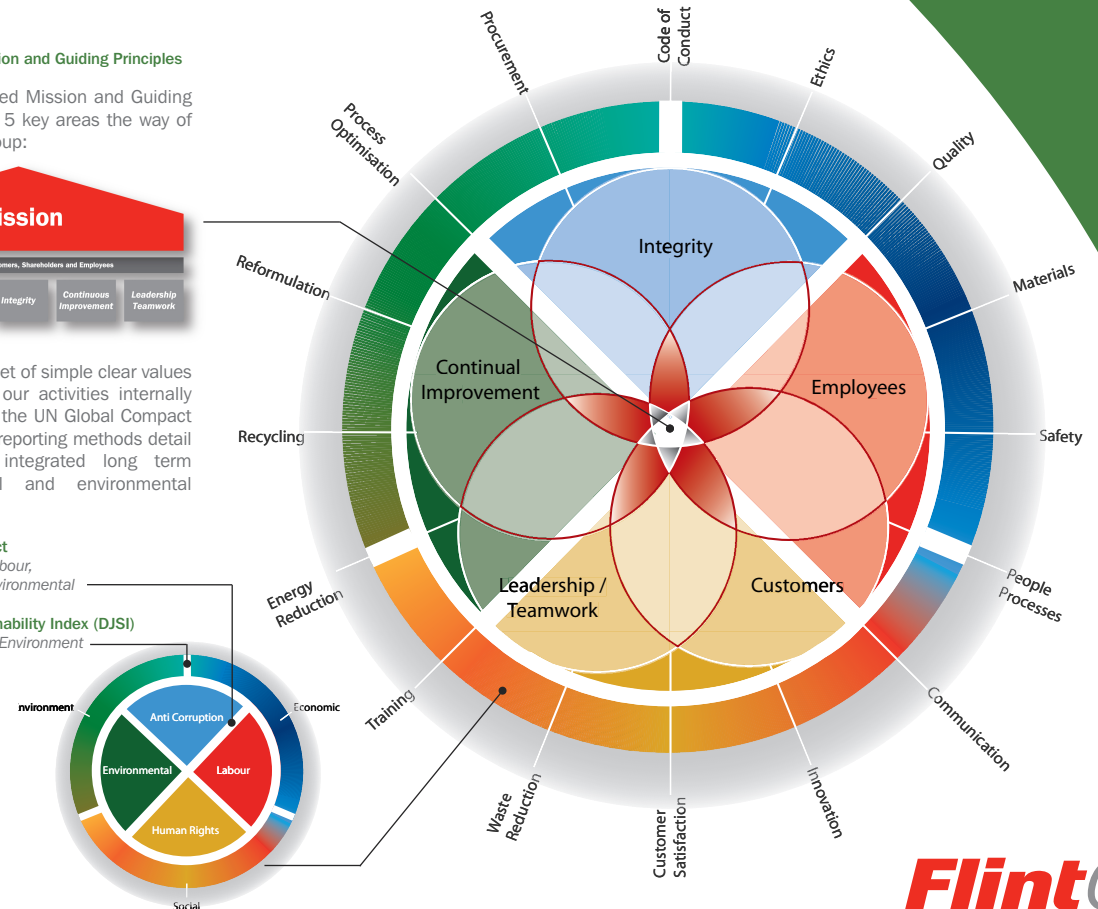 ion and Guiding Principles
ed Mission and Guiding
5 key areas the way of
oup:
ission
omers, Shareholders and Employees
Integrity
Continuous
Improvement
Leadership
Teamwork
et of simple clear values
our activities internally
the UN Global Compact
reporting methods detail
integrated long term
l and environmental
ct
bour,
vironmental
nability Index (DJSI)
Environment
nvironment
Economic
Social
Anti Corruption
Environmental
Labour
Human Rights
Code of
Conduct
Ethics
Quality
Materials
Safety
People
Processes
Communication
Innovation
Customer
Satisfaction
Waste
Reduction
Training
Energy
Reduction
Recycling
Reformulation
Process
Optimisation
Procurement
Integrity
Continual
Improvement
Employees
Leadership /
Teamwork
Customers
Flint